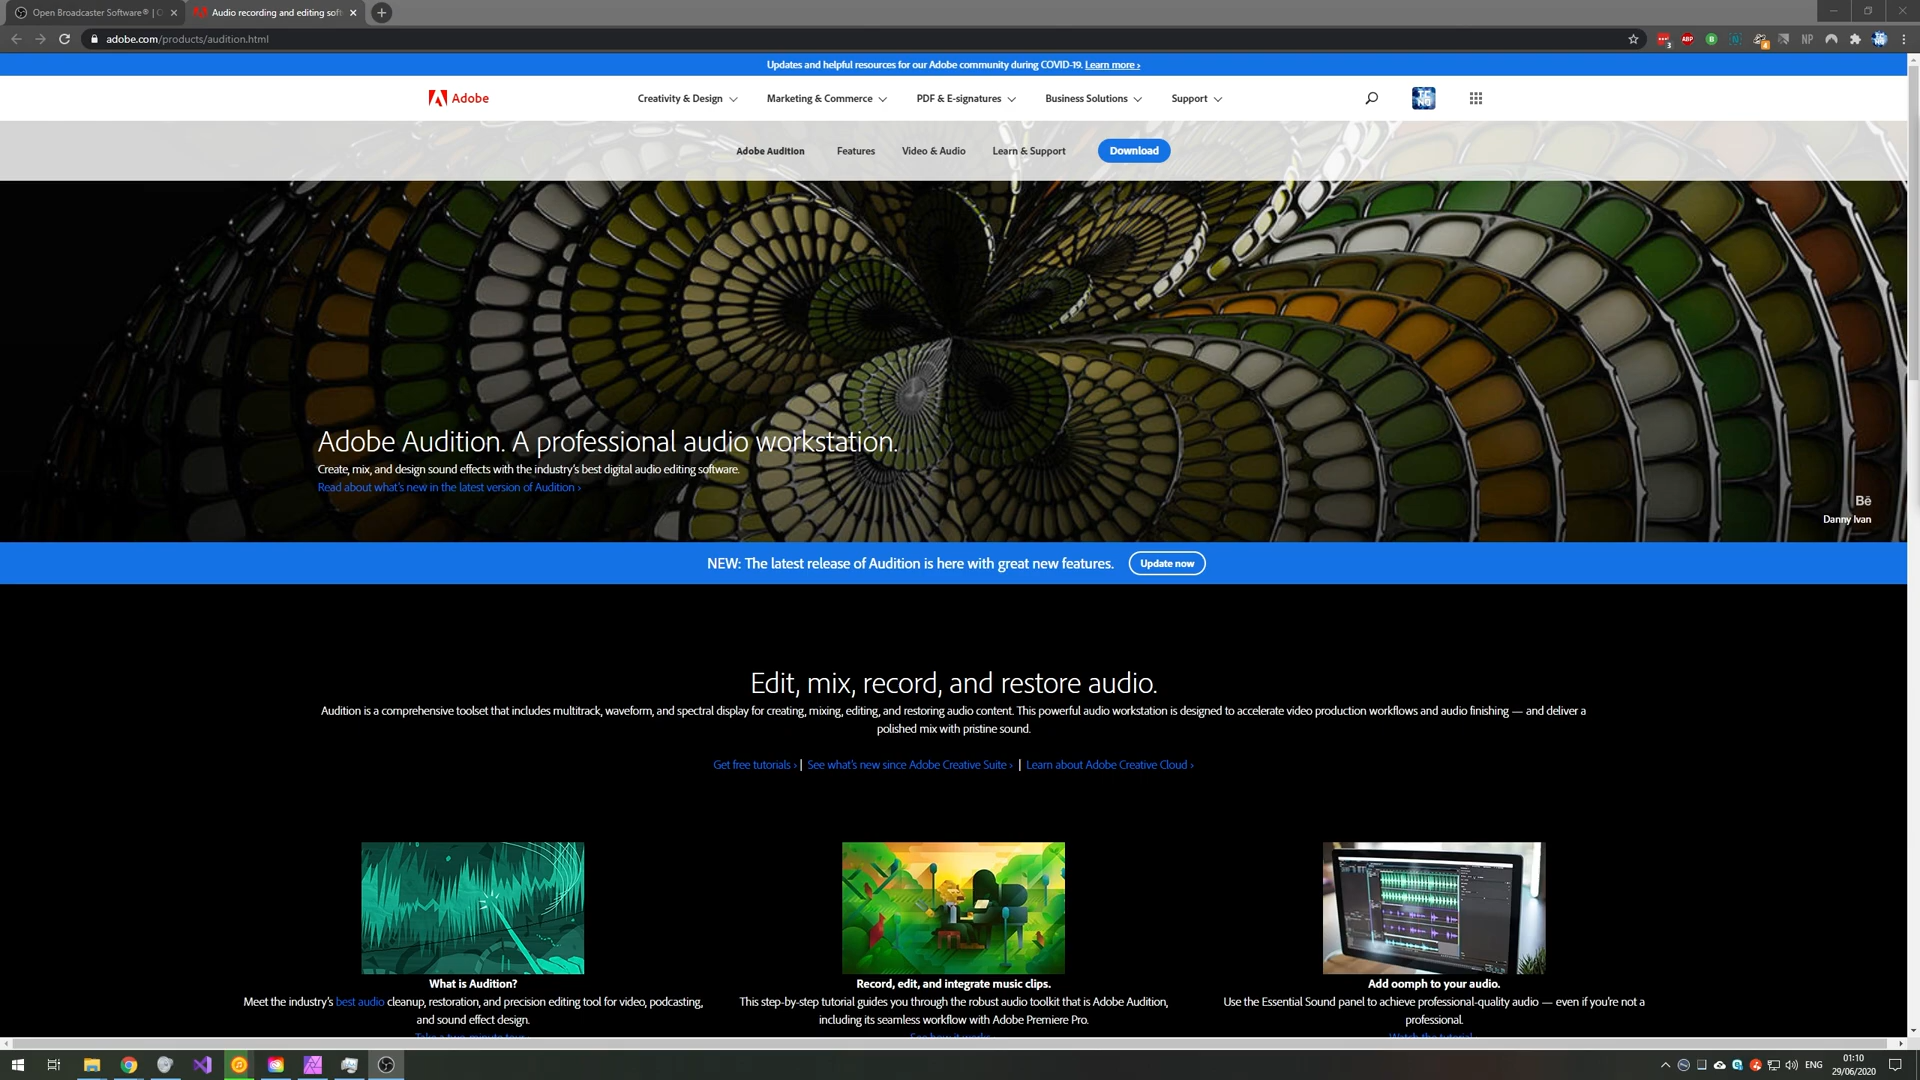 Open Broadcaster Software® | O
Audio recording and editing soft
adobe.com/products/audition.html
Updates and helpful resources for our Adobe community during COVID-19. Learn more ›
Adobe
Creativity & Design
Marketing & Commerce
PDF & E-signatures
Business Solutions
Support
Adobe Audition
Features
Video & Audio
Learn & Support
Download
Adobe Audition. A professional audio workstation.
Create, mix, and design sound effects with the industry’s best digital audio editing software.
Read about what’s new in the latest version of Audition ›
Bē
Danny Ivan
NEW: The latest release of Audition is here with great new features.
Update now
Edit, mix, record, and restore audio.
Audition is a comprehensive toolset that includes multitrack, waveform, and spectral display for creating, mixing, editing, and restoring audio content. This powerful audio workstation is designed to accelerate video production workflows and audio finishing — and deliver a
polished mix with pristine sound.
Get free tutorials › | See what’s new since Adobe Creative Suite › | Learn about Adobe Creative Cloud ›
What is Audition?
Meet the industry’s best audio cleanup, restoration, and precision editing tool for video, podcasting,
and sound effect design.
Take a two-minute tour ›
Record, edit, and integrate music clips.
This step-by-step tutorial guides you through the robust audio toolkit that is Adobe Audition,
including its seamless workflow with Adobe Premiere Pro.
See how it works
Add oomph to your audio.
Use the Essential Sound panel to achieve professional-quality audio — even if you’re not a
professional.
Watch the tutorial
ENG
01:10
29/06/2020